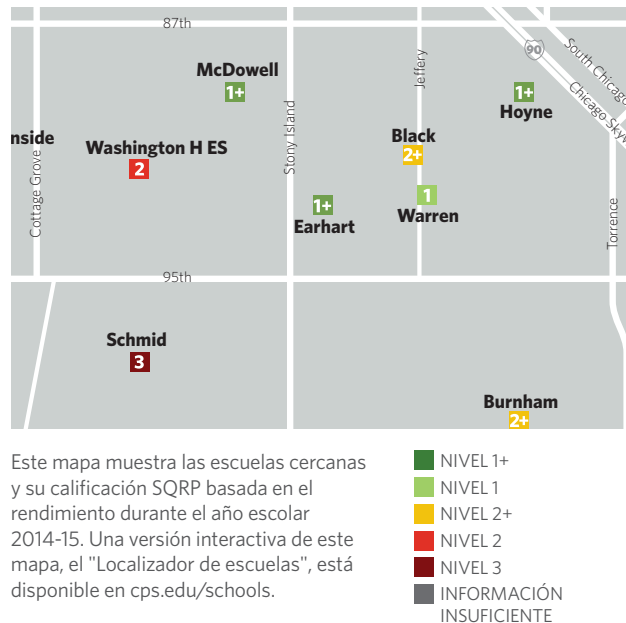 87th
90
South Chicago
Chicago Skyw
Jeffery
McDowell
1+
1+
Hoyne
Stony Island
nside
Washington H ES
2
Black
2+
Cottage Grove
1+
Earhart
1
Warren
Torrence
95th
Schmid
3
Burnham
2+
Este mapa muestra las escuelas cercanas
y su calificación SQRP basada en el
rendimiento durante el año escolar
2014-15. Una versión interactiva de este
mapa, el "Localizador de escuelas", está
disponible en cps.edu/schools.
NIVEL 1+
NIVEL 1
NIVEL 2+
NIVEL 2
NIVEL 3
INFORMACIÓN
INSUFICIENTE